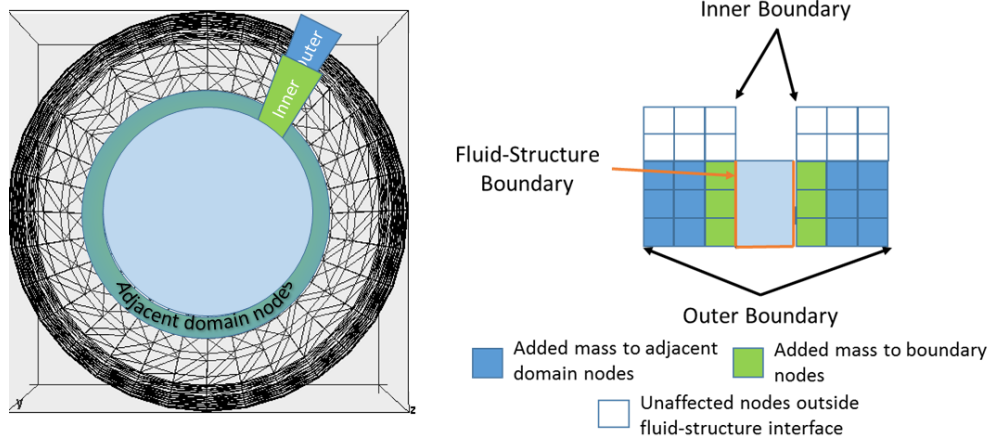 Outer
Inner
Adjacent domain nodes
y
z
Inner Boundary
Fluid-Structure
Boundary
Outer Boundary
Added mass to adjacent
domain nodes
Added mass to boundary
nodes
Unaffected nodes outside
fluid-structure interface